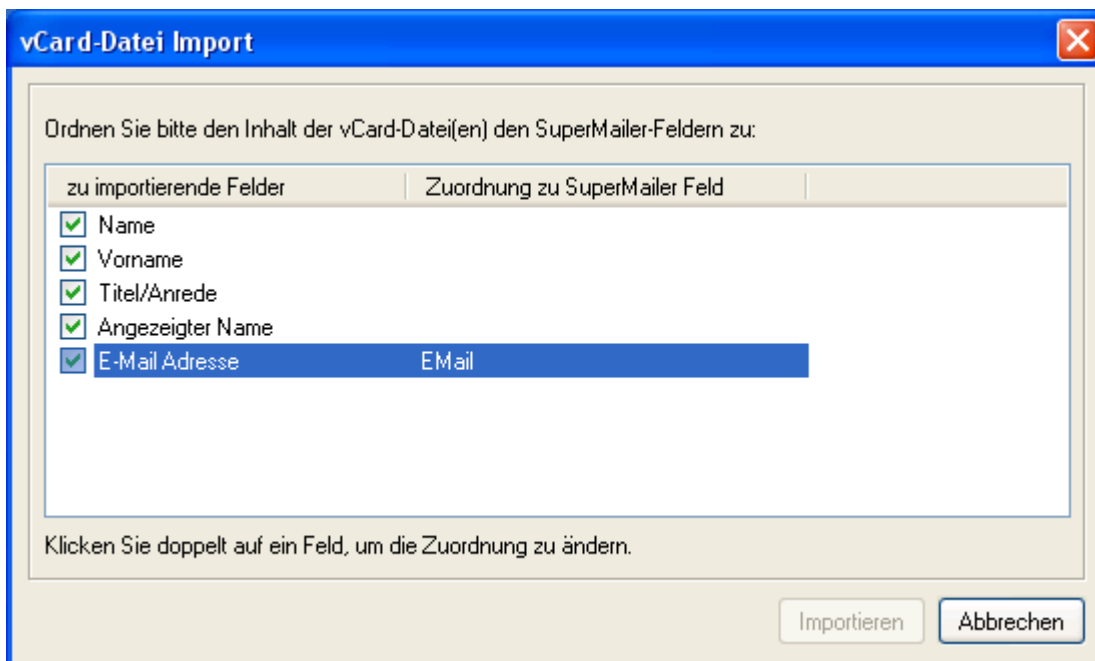 vCard-Datei Import
Ordnen Sie bitte den Inhalt der vCard-Datei(en) den SuperMailer-Feldern zu:
zu importierende Felder Zuordnung zu SuperMailer Feld
Name
Vorname
Titel/Anrede
Angezeigter Name
E-Mail Adresse EMail
Klicken Sie doppelt auf ein Feld, um die Zuordnung zu ändern.
Importieren Abbrechen